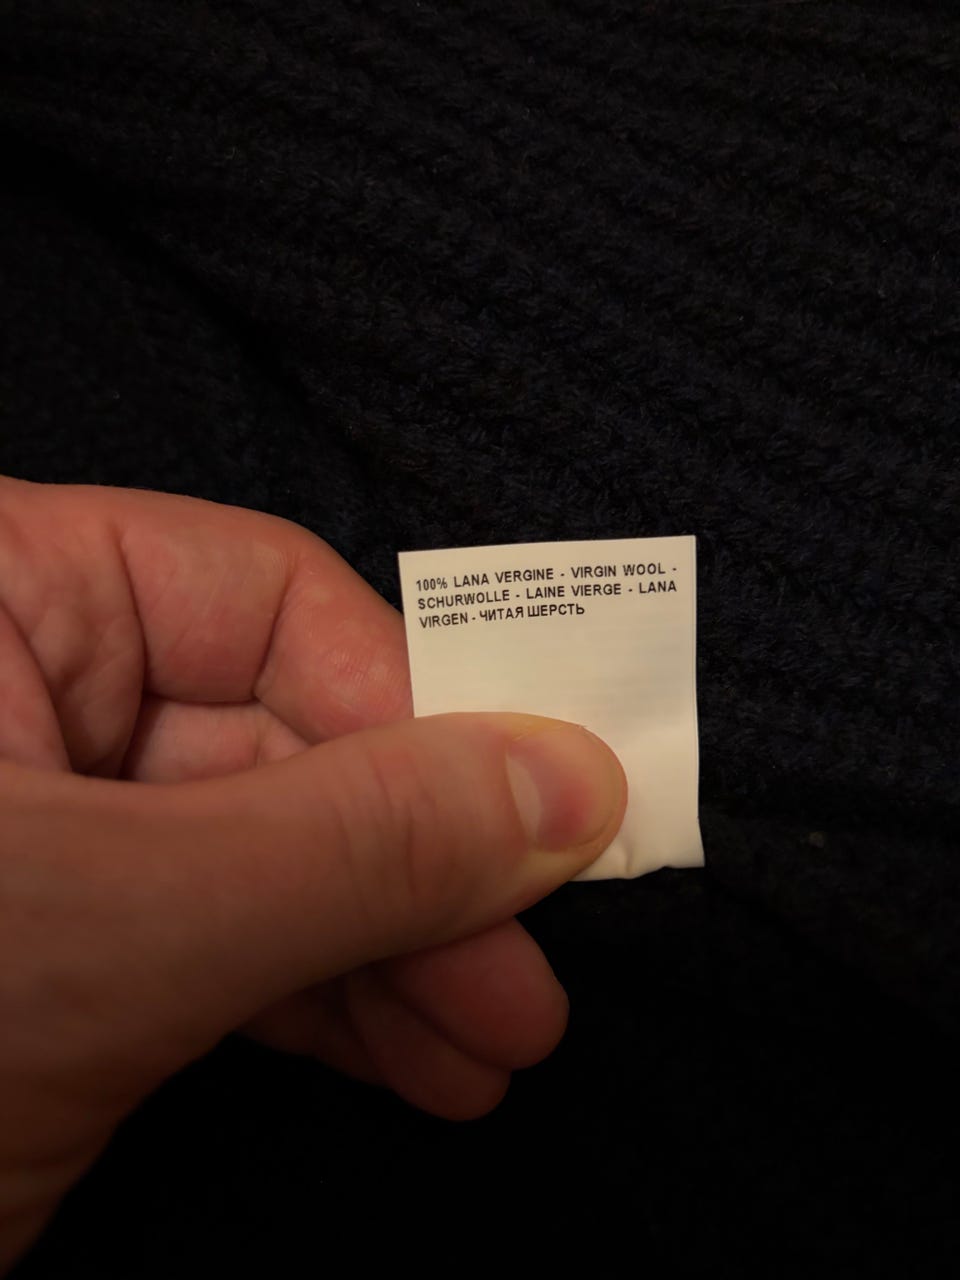 100% LANA VERGINE - VIRGIN WOOL -
SCHURWOLLE - LAINE VIERGE - LANA
VIRGEN - ЧИТАЯ ШЕРСТЬ